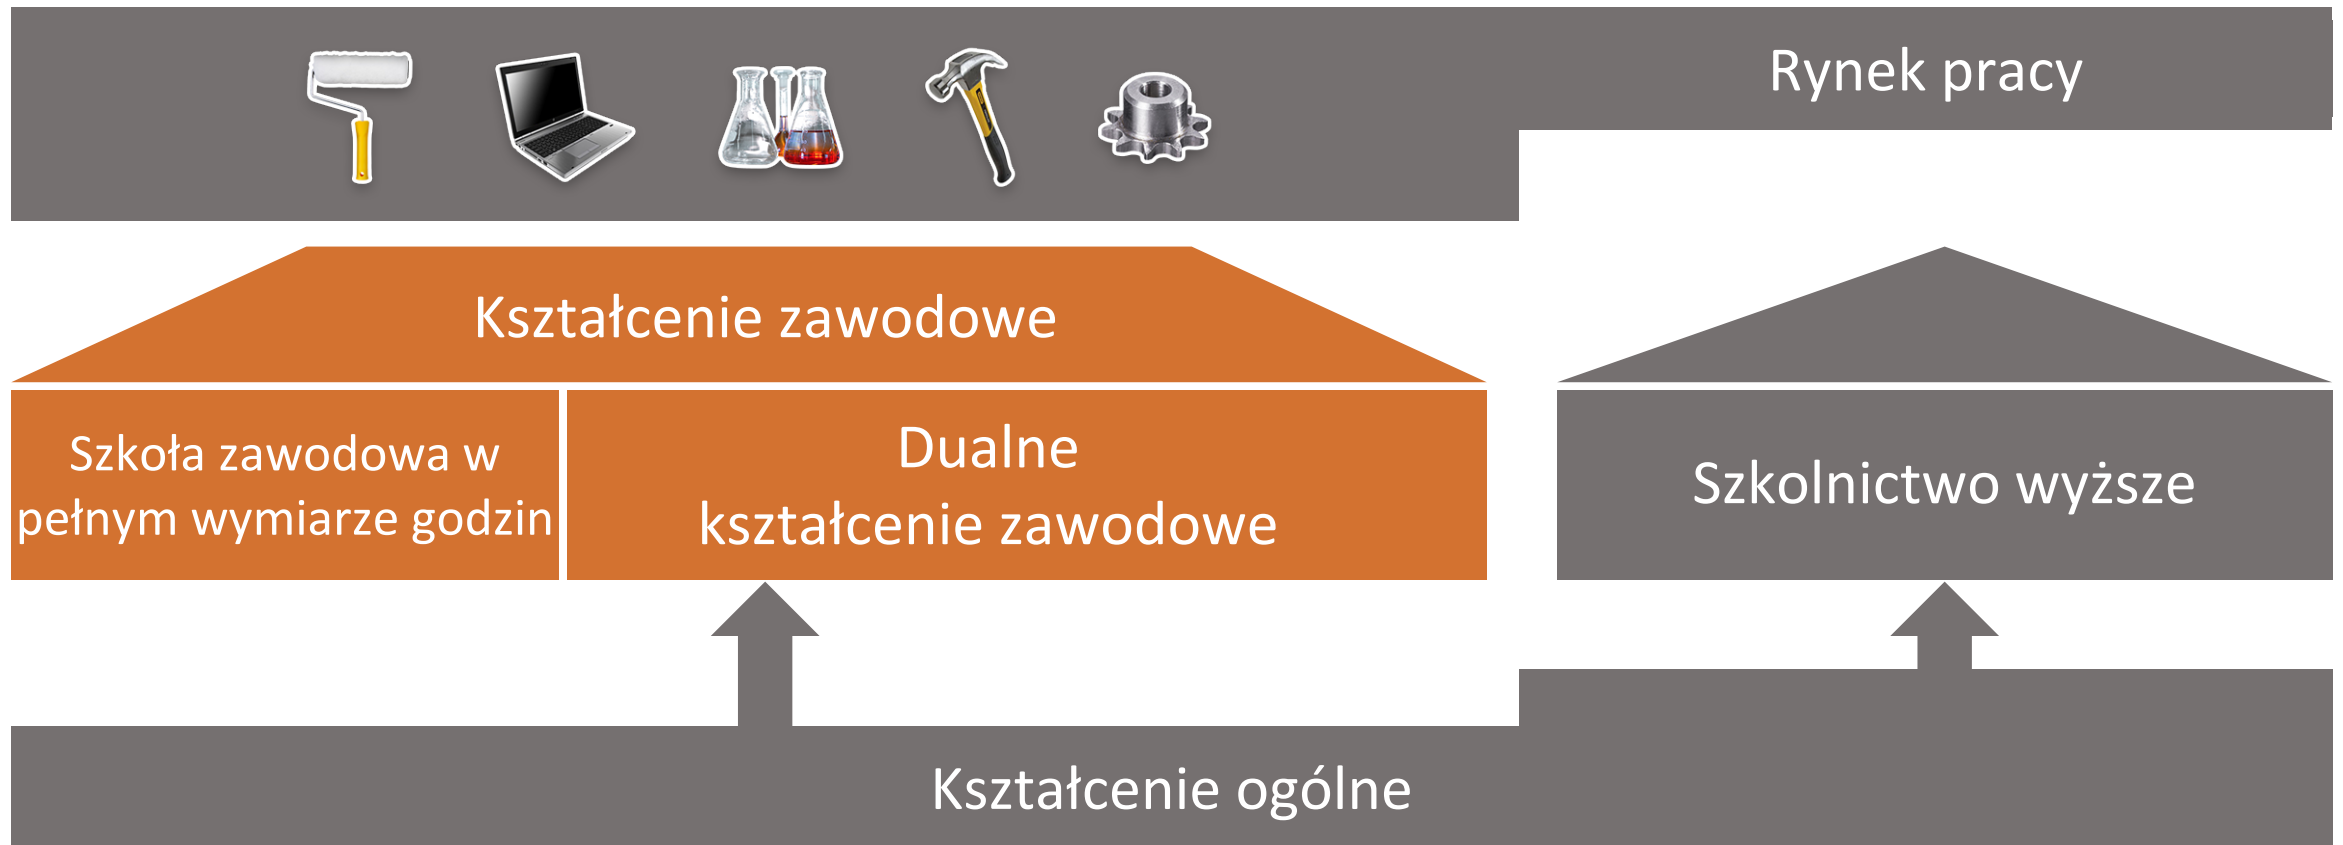 Rynek pracy
Kształcenie zawodowe
Szkoła zawodowa w
pełnym wymiarze godzin
Dualne
kształcenie zawodowe
Szkolnictwo wyższe
Kształcenie ogólne